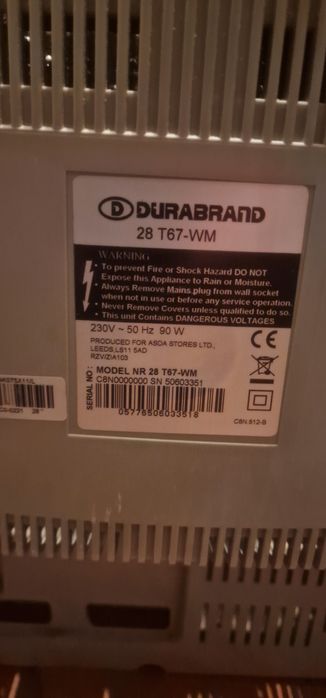 D DURABRAND
28 T67-WM
WARNING
• To prevent Fire or Shock Hazard DO NOT
Expose this Appliance to Rain or Moisture.
• Always Remove Mains plug from wall socket
when not in use or before any service operation.
• Never Remove Covers unless qualified to do so.
• This unit Contains DANGEROUS VOLTAGES
230V ~ 50 Hz 90 W
CE
PRODUCED FOR ASDA STORES LTD.,
LEEDS,LS11 5AD
RZV/Z/A103
SERIAL NO :
MODEL NR 28 T67-WM
C8N0000000 SN 50603351
05778506033518
C8N.512-B
28"